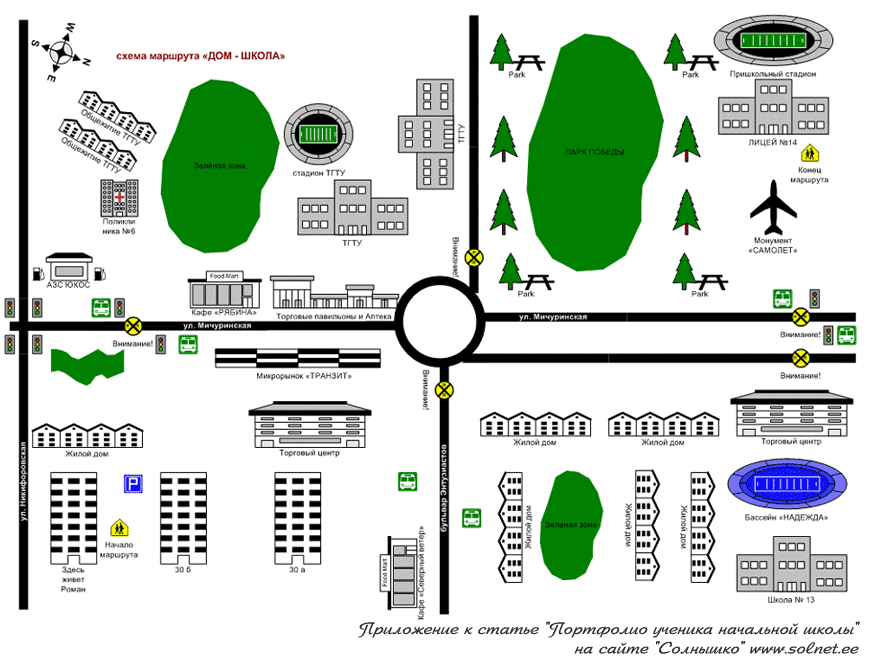 W
S
N
E
схема маршрута «ДОМ - ШКОЛА»
Park
Park
Пришкольный стадион
Общежитие ТГТУ
Общежитие ТГТУ
Зелёная зона
стадион ТГТУ
ТГТУ
ПАРК ПОБЕДЫ
ЛИЦЕЙ №14
Конец
маршрута
Поликли
ника №6
ТГТУ
Монумент
«САМОЛЕТ»
Внимание!
АЗС ЮКОС
Food Mart
Кафе «РЯБИНА»
Торговые павильоны и Аптека
Park
Park
ул. Мичуринская
ул. Мичуринская
Внимание!
Внимание!
Микрорынок «ТРАНЗИТ»
Внимание!
Внимание!
Жилой дом
Торговый центр
Жилой дом
Жилой дом
Торговый центр
ул. Никифоровская
P
бульвар Энтузиастов
Жилой дом
Зеленая зона
Жилой дом
Жилой дом
Бассейн «НАДЕЖДА»
Начало
маршрута
Здесь
живет
Роман
30 б
30 а
Food Mart
Кафе «Северный ветер»
Школа № 13
Приложение к статье "Портфолио ученика начальной школы"
на сайте "Солнышко" www.solnet.ee